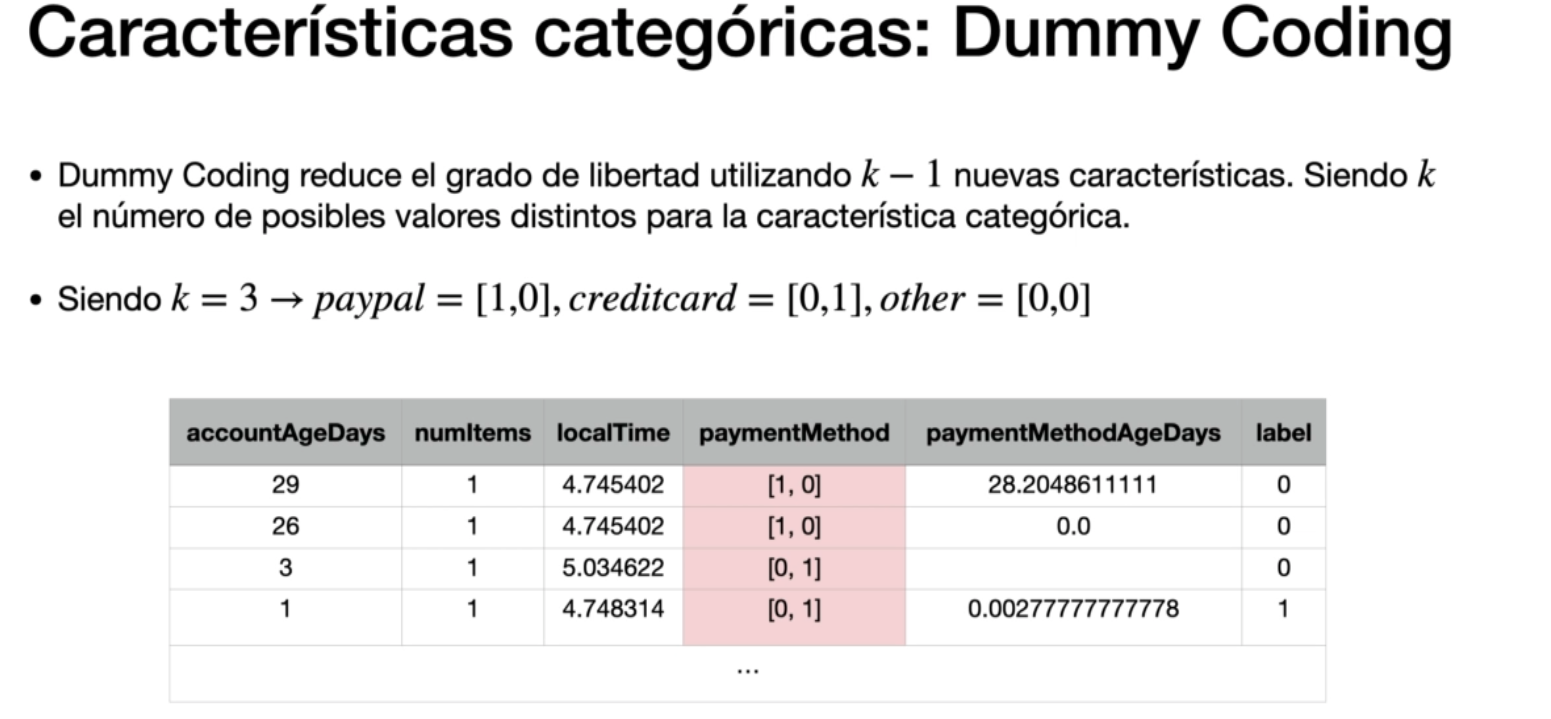 Características categóricas: Dummy Coding
• Dummy Coding reduce el grado de libertad utilizando k − 1 nuevas características. Siendo k
el número de posibles valores distintos para la característica categórica.
• Siendo k = 3 → paypal = [1,0], creditcard = [0,1], other = [0,0]
accountAgeDays numItems localTime paymentMethod paymentMethodAgeDays label
29 1 4.745402 [1, 0] 28.2048611111 0
26 1 4.745402 [1, 0] 0.0 0
3 1 5.034622 [0, 1] 0
1 1 4.748314 [0, 1] 0.00277777777778 1
...